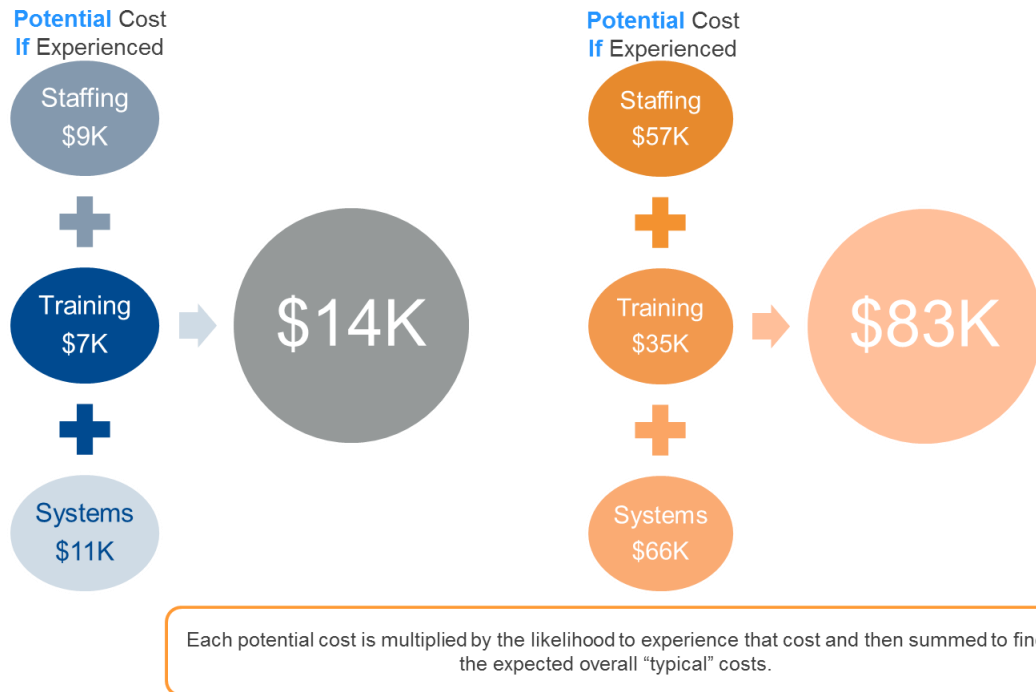 Potential Cost
If Experienced
Staffing
$9K
Training
$7K
Systems
$11K
$14K
Potential Cost
If Experienced
Staffing
$57K
Training
$35K
Systems
$66K
$83K
Each potential cost is multiplied by the likelihood to experience that cost and then summed to fin
the expected overall “typical” costs.